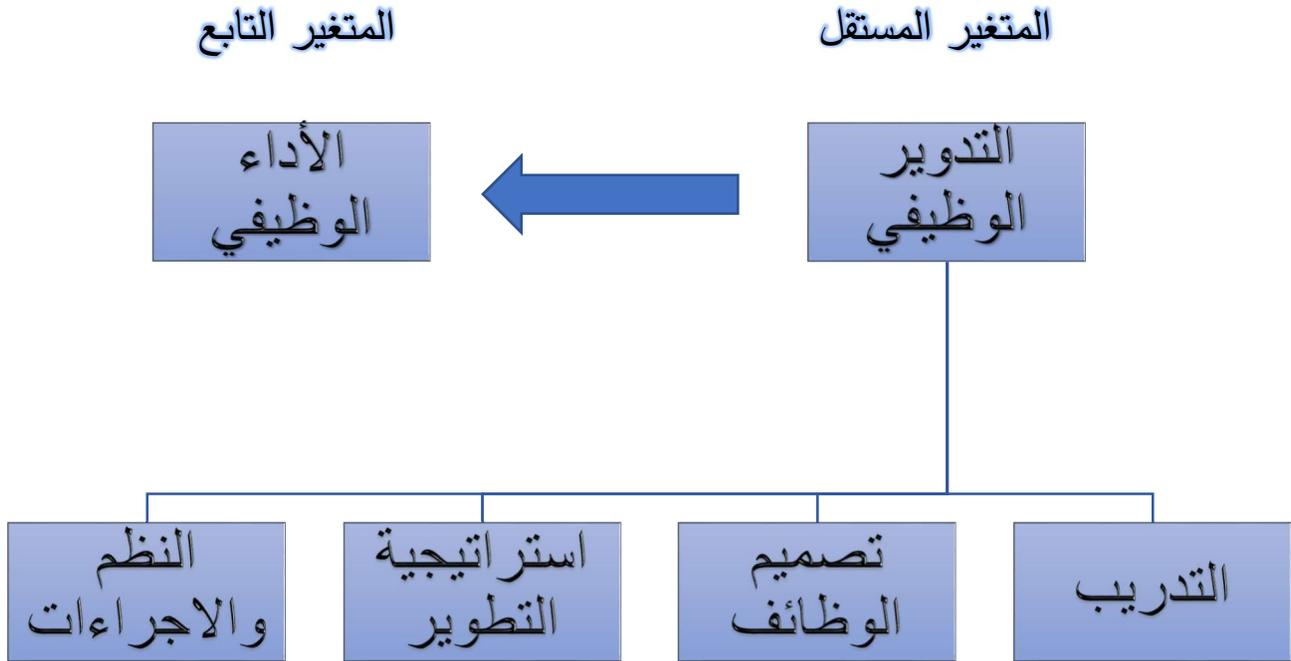 المتغير المستقل
المتغير التابع
التدوير
الوظيفي
الأداء
الوظيفي
التدريب
تصميم
الوظائف
استراتيجية
التطوير
النظم
والاجراءات